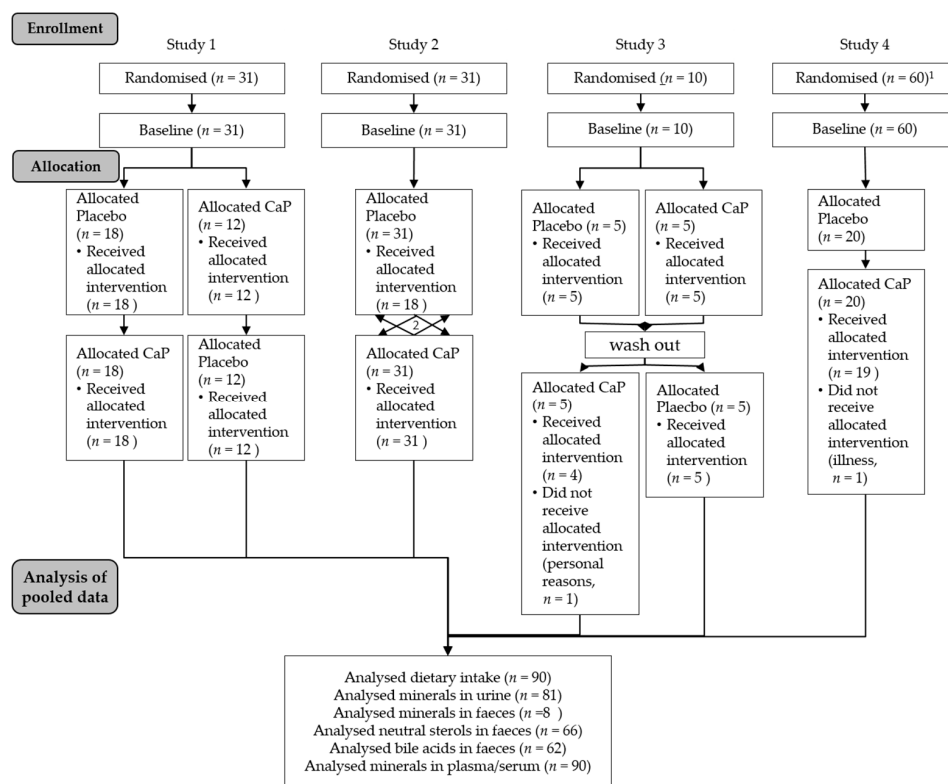 Enrollment
Study 1
Study 2
Study 3
Study 4
Randomised (n = 31)
Randomised (n = 31)
Randomised (n = 10)
Randomised (n = 60)¹
Baseline (n = 31)
Baseline (n = 31)
Baseline (n = 10)
Baseline (n = 60)
Allocation
Allocated
Placebo
(n = 18)
• Received
allocated
intervention
(n = 18 )
Allocated CaP
(n = 12)
• Received
allocated
intervention
(n = 12 )
Allocated
Placebo
(n = 31)
• Received
allocated
intervention
(n = 18)
Allocated
Placebo (n = 5)
• Received
allocated
intervention
(n = 5)
Allocated CaP
(n = 5)
• Received
allocated
intervention
(n = 5)
Allocated
Placebo
(n = 20)
2
wash out
Allocated CaP
(n = 18)
• Received
allocated
intervention
(n = 18 )
Allocated
Placebo
(n = 12)
• Received
allocated
intervention
(n = 12 )
Allocated CaP
(n = 31)
• Received
allocated
intervention
(n = 31 )
Allocated CaP
(n = 5)
• Received
allocated
intervention
(n = 4)
• Did not
receive
allocated
intervention
(personal
reasons,
n = 1)
Allocated
Plaecbo (n = 5)
• Received
allocated
intervention
(n = 5 )
Allocated CaP
(n = 20)
• Received
allocated
intervention
(n = 19 )
• Did not
receive
allocated
intervention
(illness,
n = 1)
Analysis of
pooled data
Analysed dietary intake (n = 90)
Analysed minerals in urine (n = 81)
Analysed minerals in faeces (n =8 )
Analysed neutral sterols in faeces (n = 66)
Analysed bile acids in faeces (n = 62)
Analysed minerals in plasma/serum (n = 90)